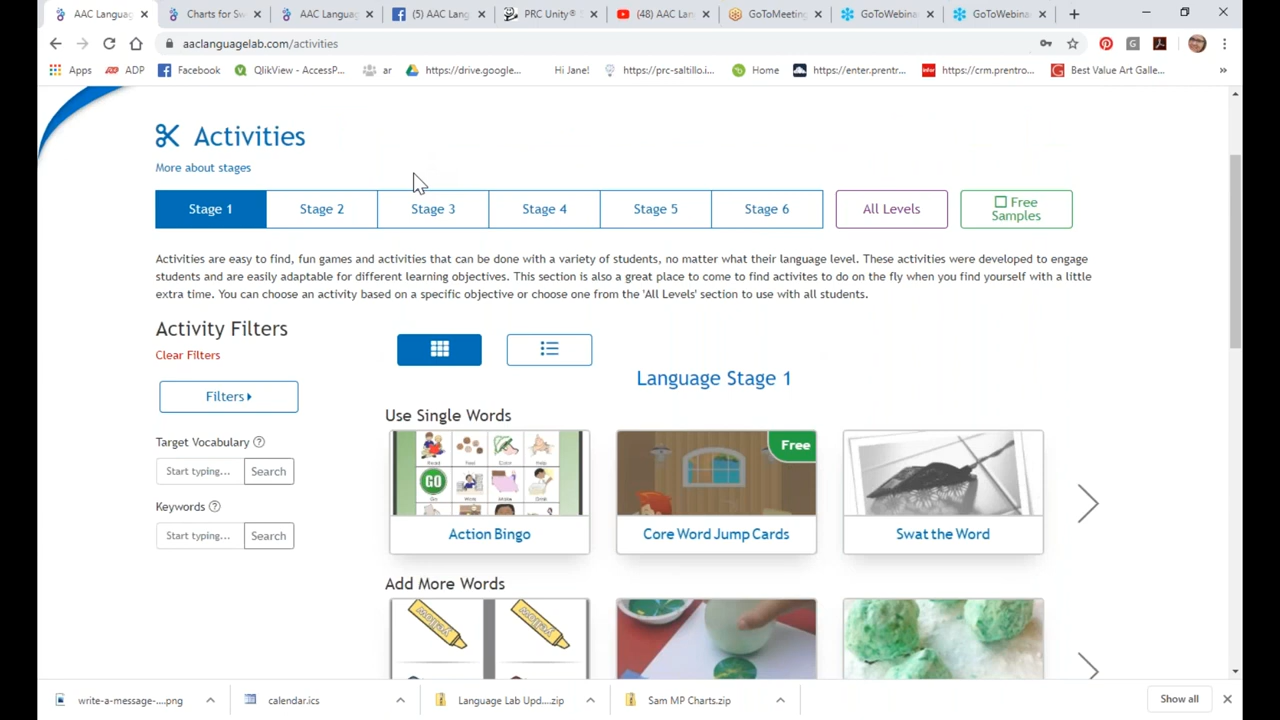 AAC Langua
Charts for Sw
AAC Langua
(5) AAC Lang
PRC Unity®
(48) AAC Lan
GoToMeeting
GoToWebina
GoToWebina
aaclanguagelab.com/activities
Apps
ADP
Facebook
QlikView - AccessP...
ar
https://drive.google...
Hi Jane!
https://prc-saltillo.i...
Home
https://enter.prentr...
https://crm.prentro...
Best Value Art Galle...
Activities
More about stages
Stage 1
Stage 2
Stage 3
Stage 4
Stage 5
Stage 6
All Levels
Free
Samples
Activities are easy to find, fun games and activities that can be done with a variety of students, no matter what their language level. These activities were developed to engage
students and are easily adaptable for different learning objectives. This section is also a great place to come to find activites to do on the fly when you find yourself with a little
extra time. You can choose an activity based on a specific objective or choose one from the 'All Levels' section to use with all students.
Activity Filters
Clear Filters
Filters
Target Vocabulary ?
Start typing... Search
Keywords ?
Start typing... Search
Language Stage 1
Use Single Words
GO
Action Bingo
Free
Core Word Jump Cards
Swat the Word
Add More Words
write-a-message-....png
calendar.ics
Language Lab Upd....zip
Sam MP Charts.zip
Show all